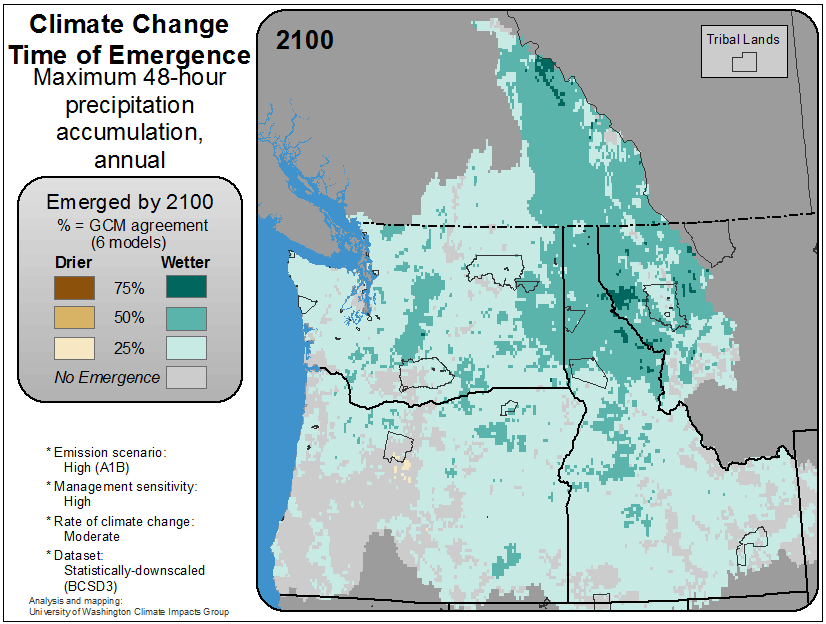 Climate Change
Time of Emergence
Maximum 48-hour
precipitation
accumulation,
annual
Emerged by 2100
% = GCM agreement
(6 models)
Drier Wetter
75%
50%
25%
No Emergence
* Emission scenario:
High (A1B)
* Management sensitivity:
High
* Rate of climate change:
Moderate
* Dataset:
Statistically-downscaled
(BCSD3)
Analysis and mapping:
University of Washington Climate Impacts Group
2100
Tribal Lands